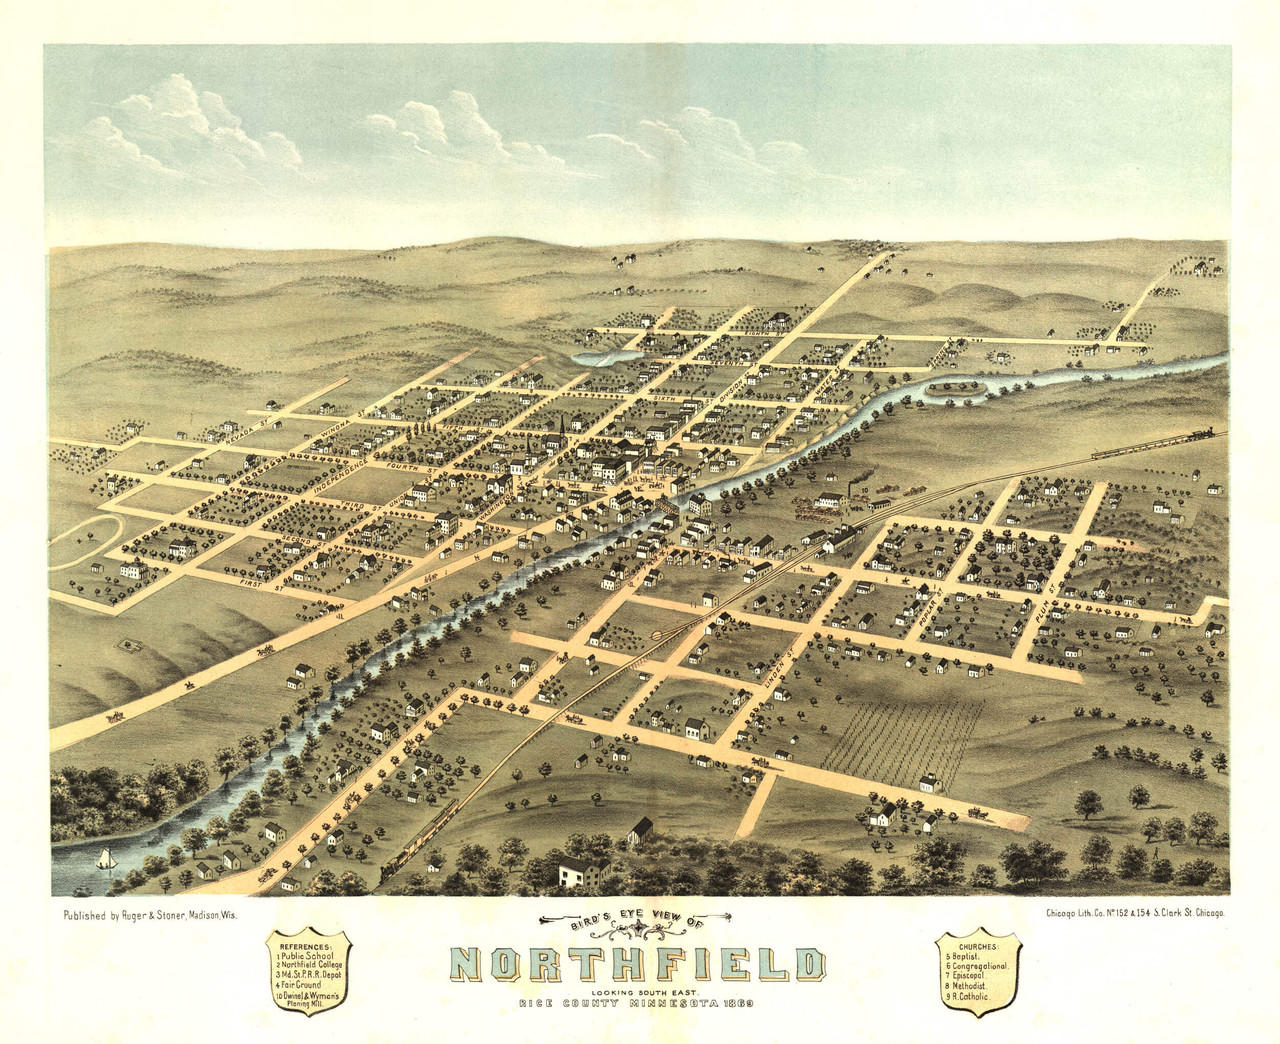 EIGHTH ST
SEVENTH
SIXTH
DIVISION
FIFTH
FOURTH ST
THIRD ST
SECOND
FIRST ST
NEVADA ST
WINONA
INDEPENDENCE
UNION
WASHINGTON
LINDEN ST
POPLAR ST
PLUM ST
10
Published by Ruger & Stoner, Madison, Wis.
Chicago Lith. Co. Nº 152 & 154 S. Clark St. Chicago.
BIRD'S EYE VIEW OF
NORTHFIELD
LOOKING SOUTH EAST.
RICE COUNTY MINNESOTA 1869
REFERENCES:
1 Public School
2 Northfield College
3 Md. St. P. R. R. Depot
4 Fair Ground
10 Dwinel & Wyman's
Planing Mill.
CHURCHES:
5 Baptist.
6 Congregational.
7 Episcopal.
8 Methodist.
9 R. Catholic.